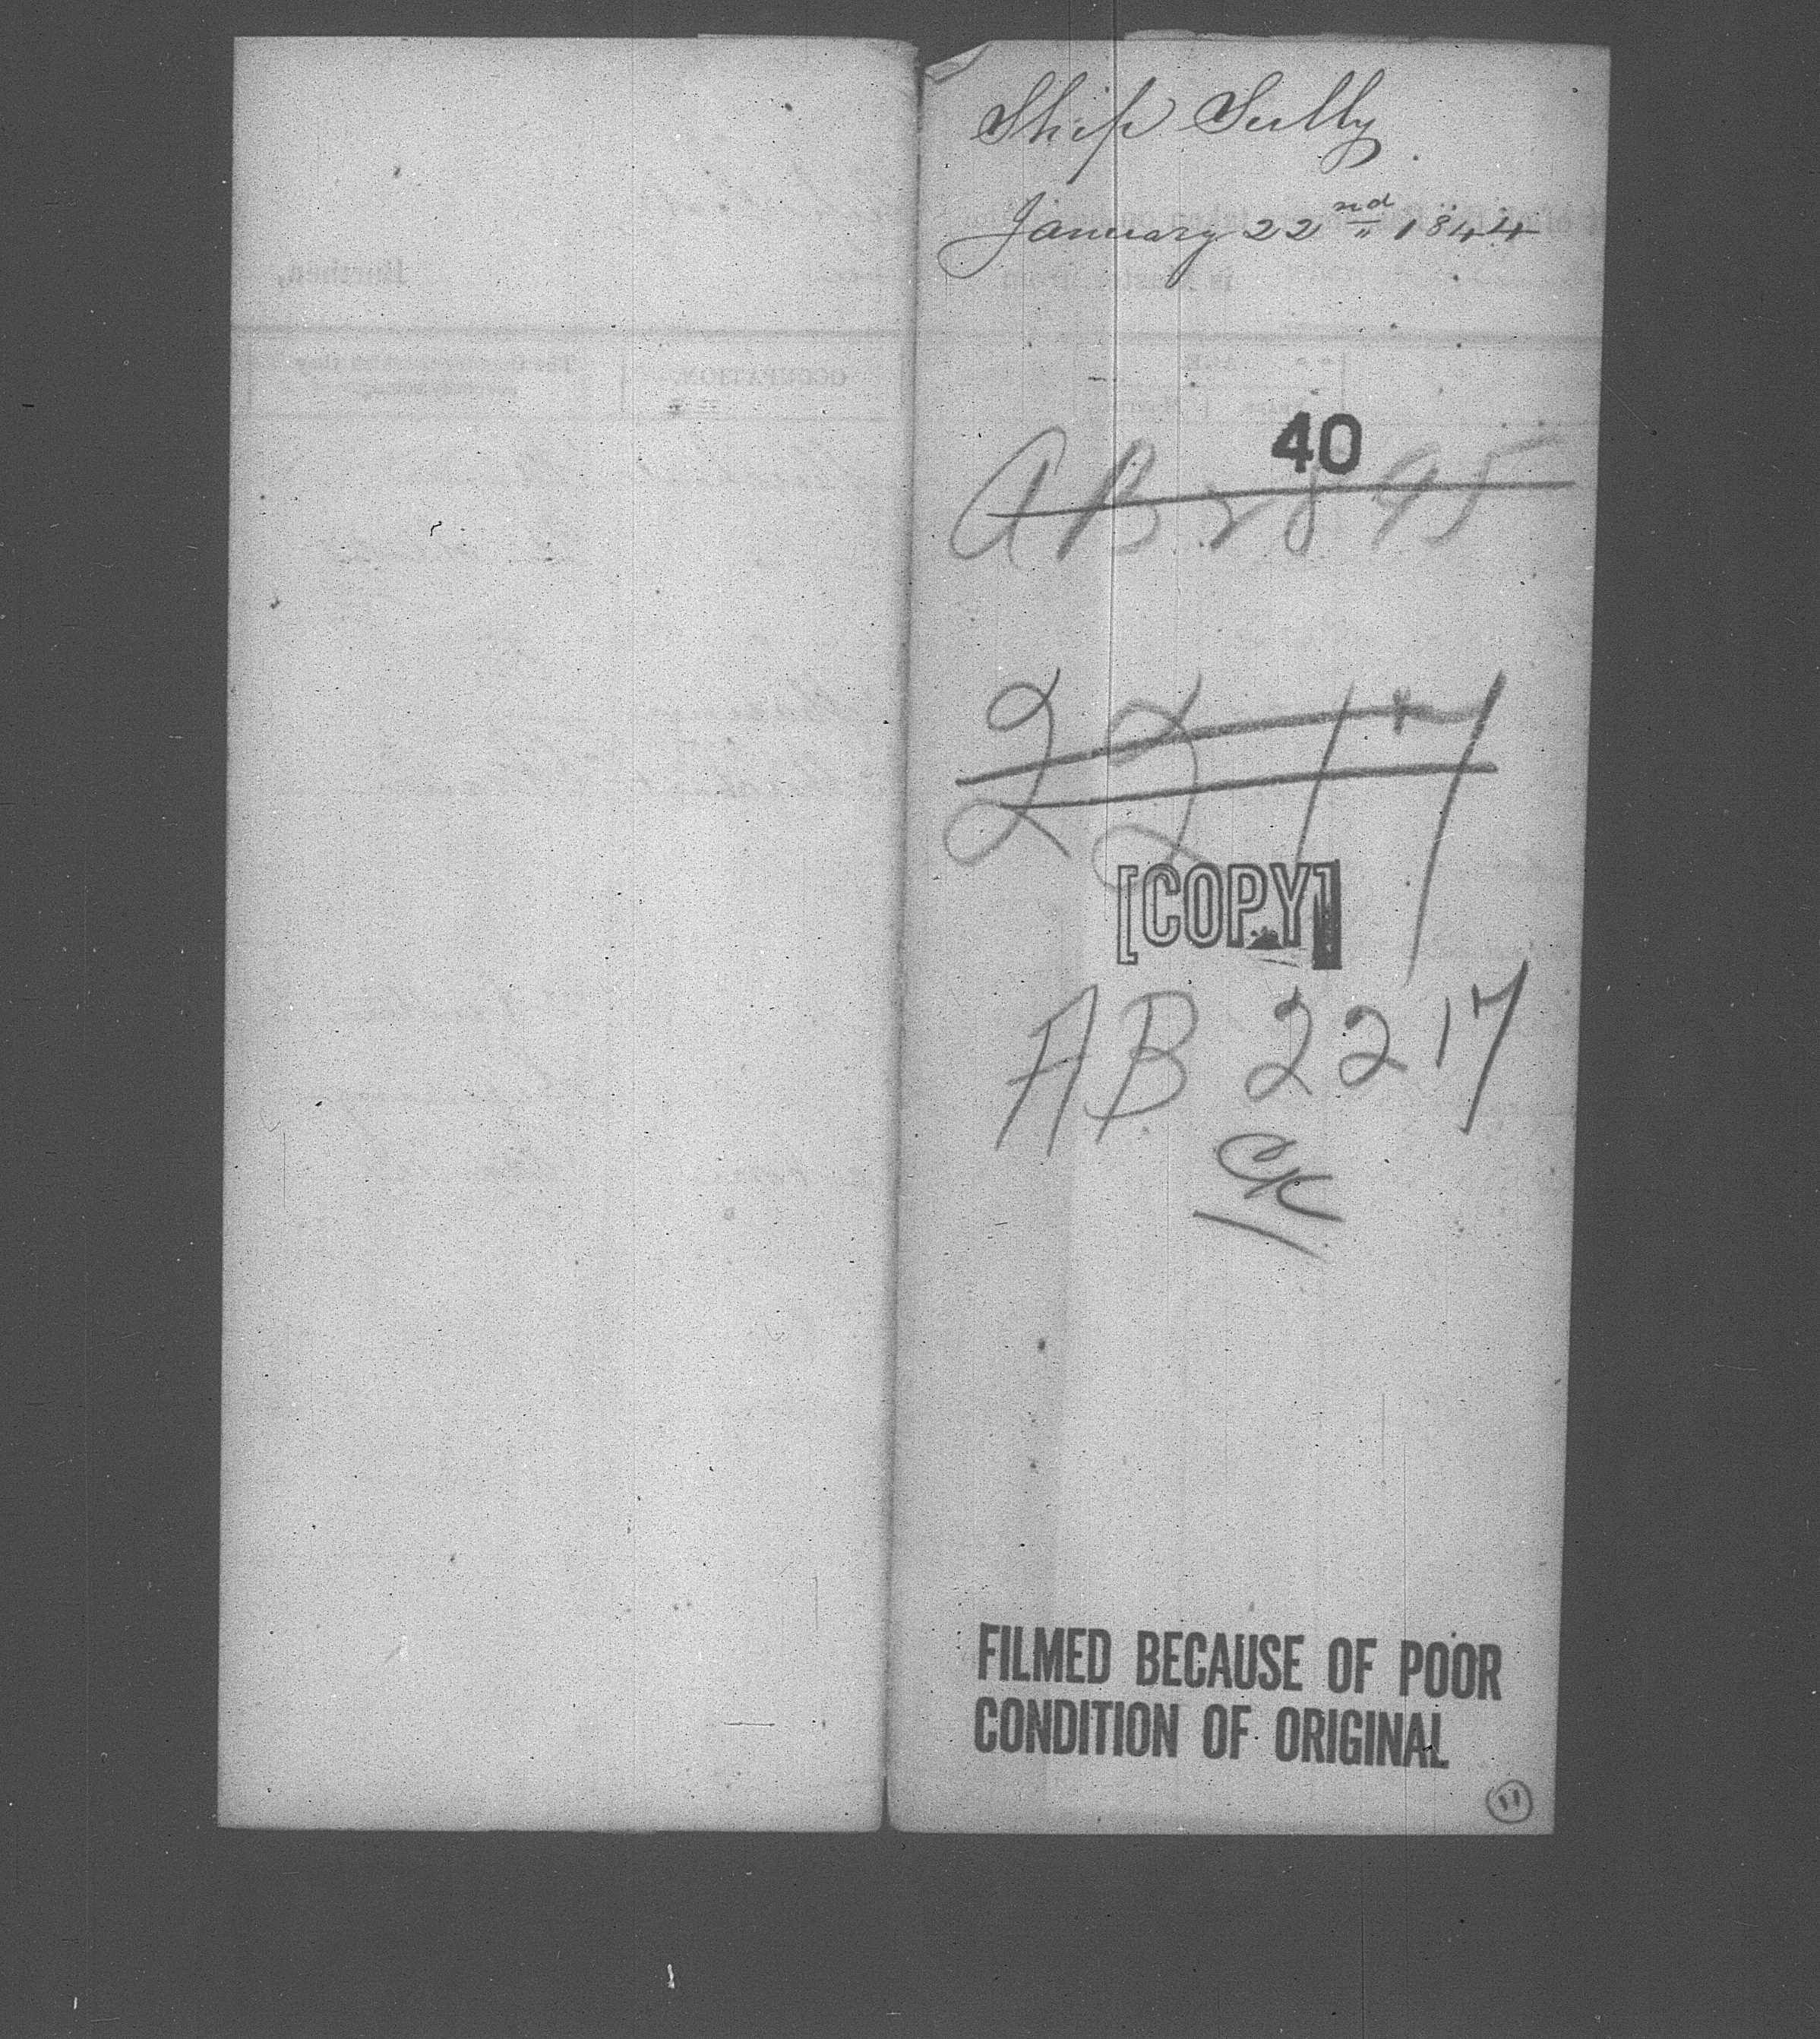 Ship Sully
January 22nd 1844
40
AB 2895
2217
[COPY]
AB 2217
CK
FILMED BECAUSE OF POOR
CONDITION OF ORIGINAL
11